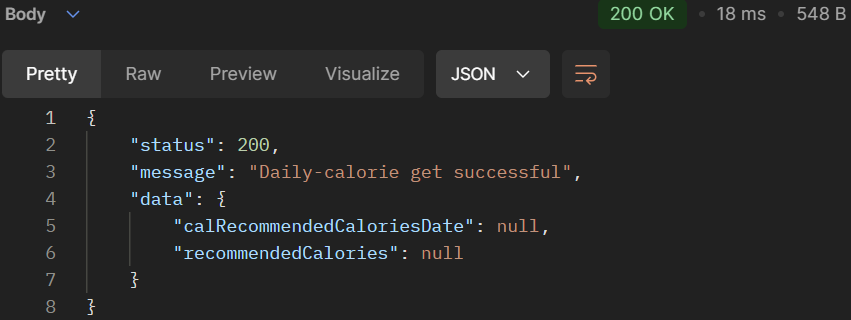 Body 200 OK 18 ms 548 B
Pretty Raw Preview Visualize JSON
1 {
2 "status": 200,
3 "message": "Daily-calorie get successful",
4 "data": {
5 "calRecommendedCaloriesDate": null,
6 "recommendedCalories": null
7 }
8 }